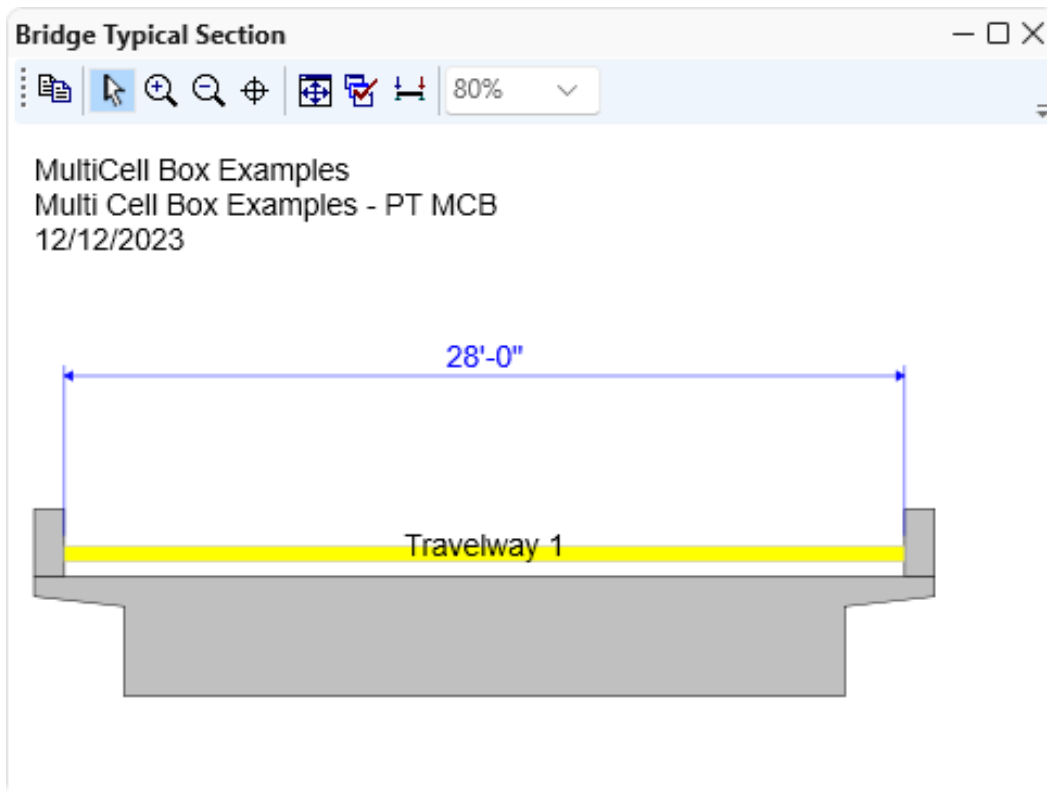 Bridge Typical Section
80%
MultiCell Box Examples
Multi Cell Box Examples - PT MCB
12/12/2023
28'-0"
Travelway 1